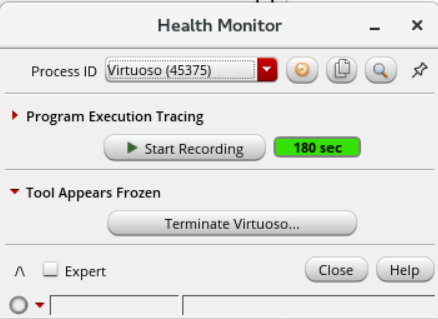 Health Monitor
Process ID Virtuoso (45375)
Program Execution Tracing
Start Recording 180 sec
Tool Appears Frozen
Terminate Virtuoso...
Expert Close Help